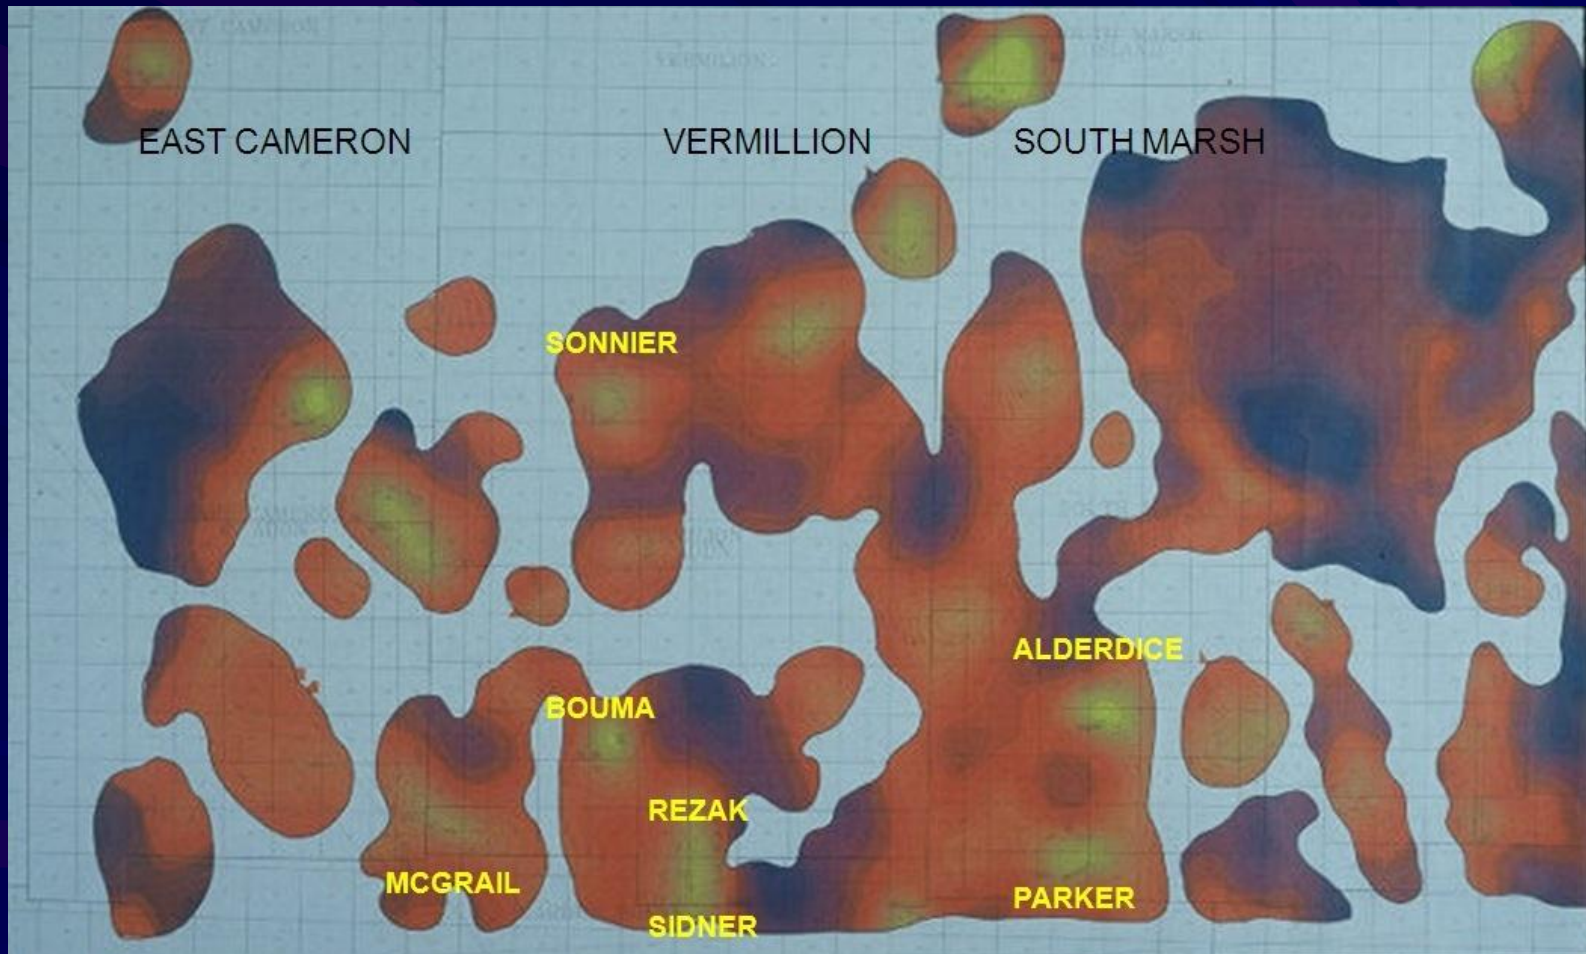 EAST CAMERON
VERMILLION
SOUTH MARSH
SONNIER
ALDERDICE
BOUMA
REZAK
MCGRAIL
PARKER
SIDNER